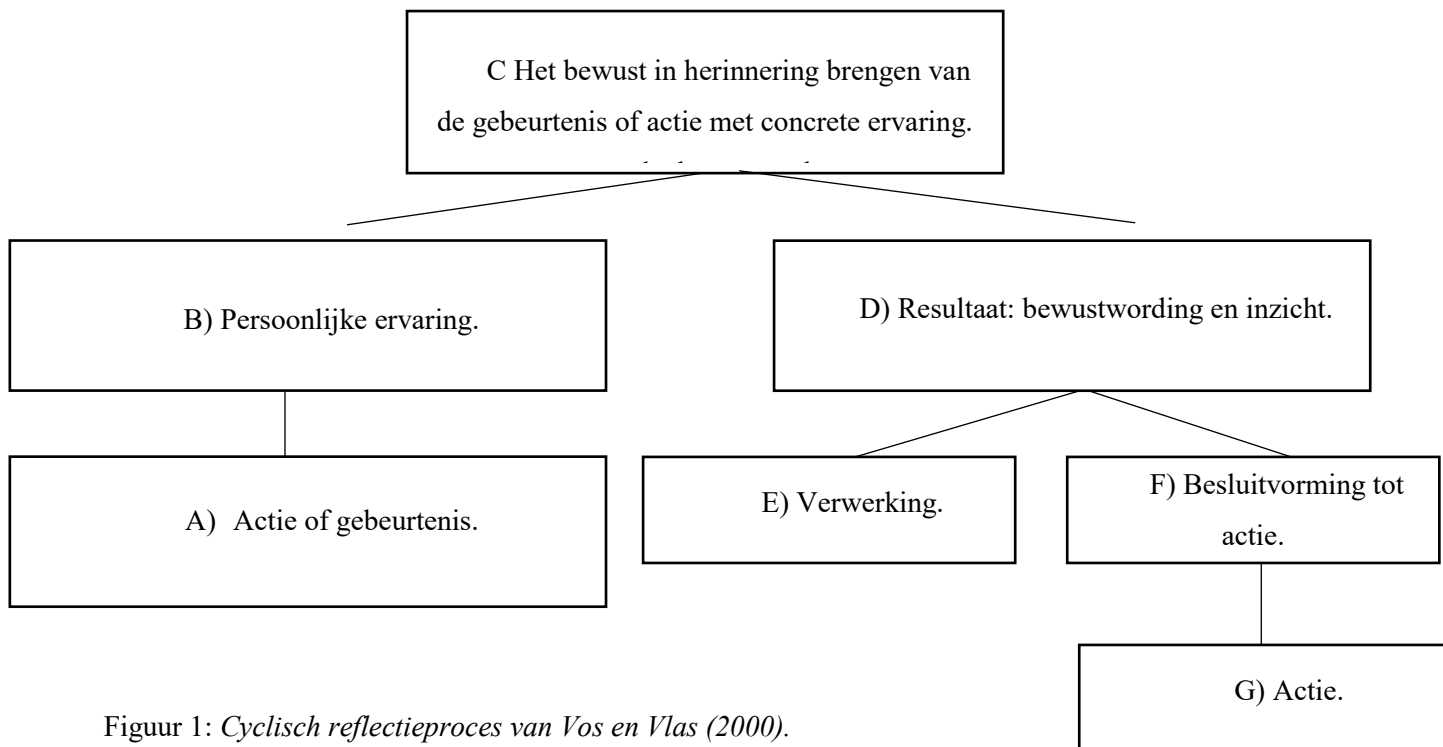 C Het bewust in herinnering brengen van
de gebeurtenis of actie met concrete ervaring.
B) Persoonlijke ervaring.
D) Resultaat: bewustwording en inzicht.
A) Actie of gebeurtenis.
E) Verwerking.
F) Besluitvorming tot
actie.
G) Actie.
Figuur 1: Cyclisch reflectieproces van Vos en Vlas (2000).